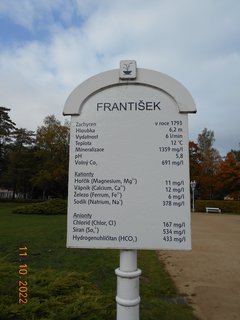 FRANTIŠEK
Zachycen v roce 1793
Hloubka 6,2 m
Vydatnost 6 l/min
Teplota 12 °C
Mineralizace 1359 mg/l
pH 5,8
Volný CO₂ 691 mg/l
Kationty
Hořčík (Magnesium, Mg²⁺) 11 mg/l
Vápník (Calcium, Ca²⁺) 12 mg/l
Železo (Ferrum, Fe²⁺) 6 mg/l
Sodík (Natrium, Na⁺) 378 mg/l
Anionty
Chlorid (Chlor, Cl⁻) 167 mg/l
Síran (SO₄²⁻) 534 mg/l
Hydrogenuhličitan (HCO₃⁻) 433 mg/l
11 10 2022